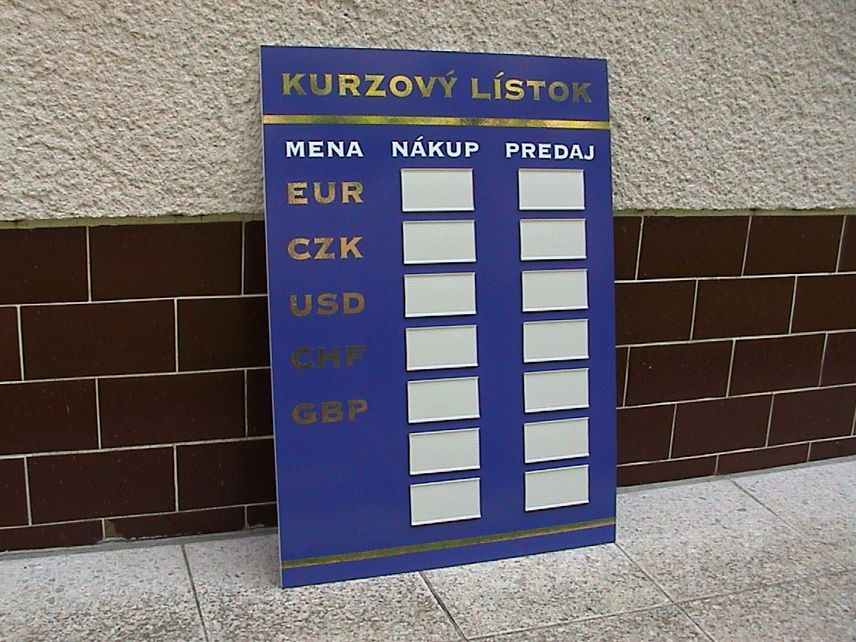 KURZOVÝ LÍSTOK
MENA NÁKUP PREDAJ
EUR
CZK
USD
CHF
GBP